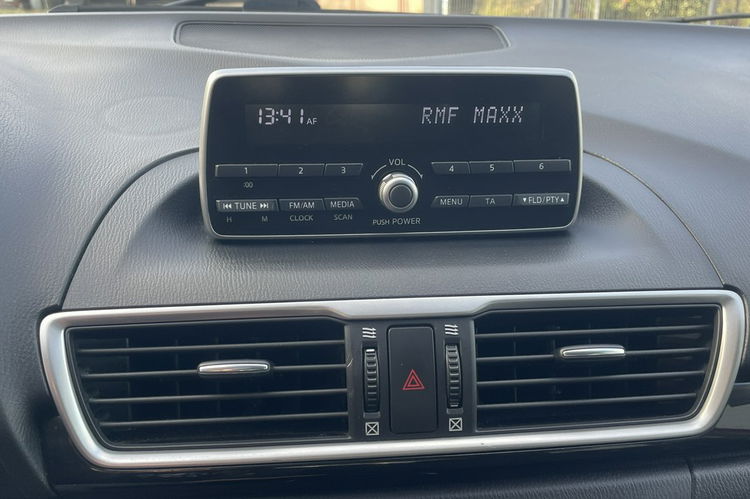 13:41 AF RMF MAXX
VOL
1 2 3 4 5 6
:00
TUNE FM/AM MEDIA MENU TA ▼FLD/PTY▲
H M CLOCK SCAN PUSH POWER